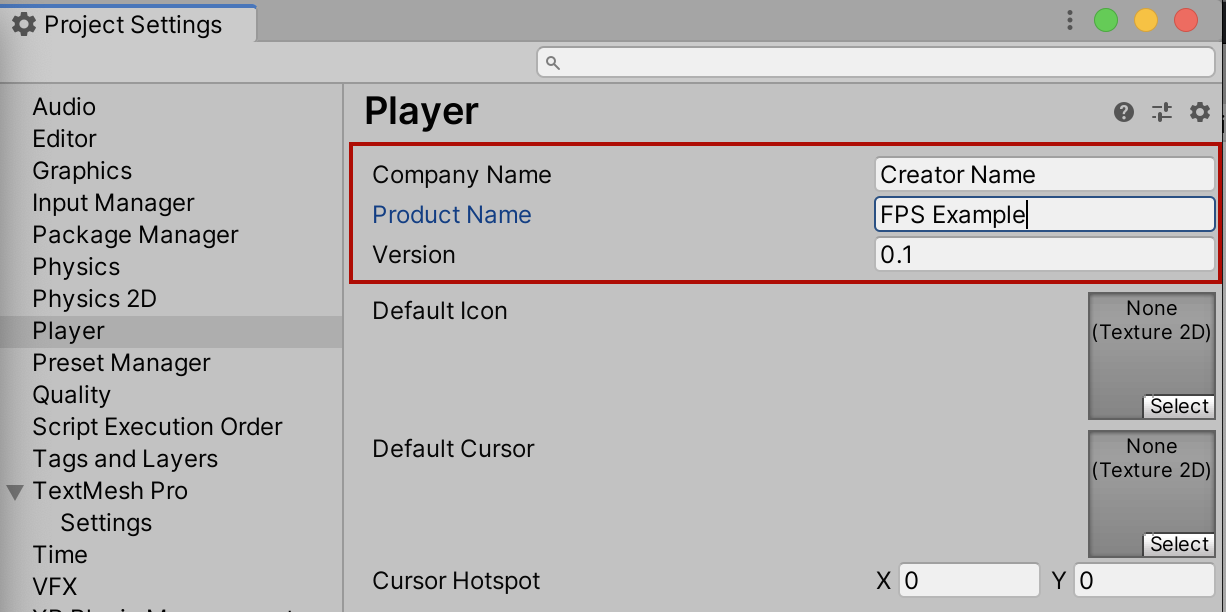 Project Settings
Audio
Editor
Graphics
Input Manager
Package Manager
Physics
Physics 2D
Player
Preset Manager
Quality
Script Execution Order
Tags and Layers
TextMesh Pro
Settings
Time
VFX
Player
Company Name Creator Name
Product Name FPS Example
Version 0.1
Default Icon
None
(Texture 2D)
Select
Default Cursor
None
(Texture 2D)
Select
Cursor Hotspot X 0 Y 0